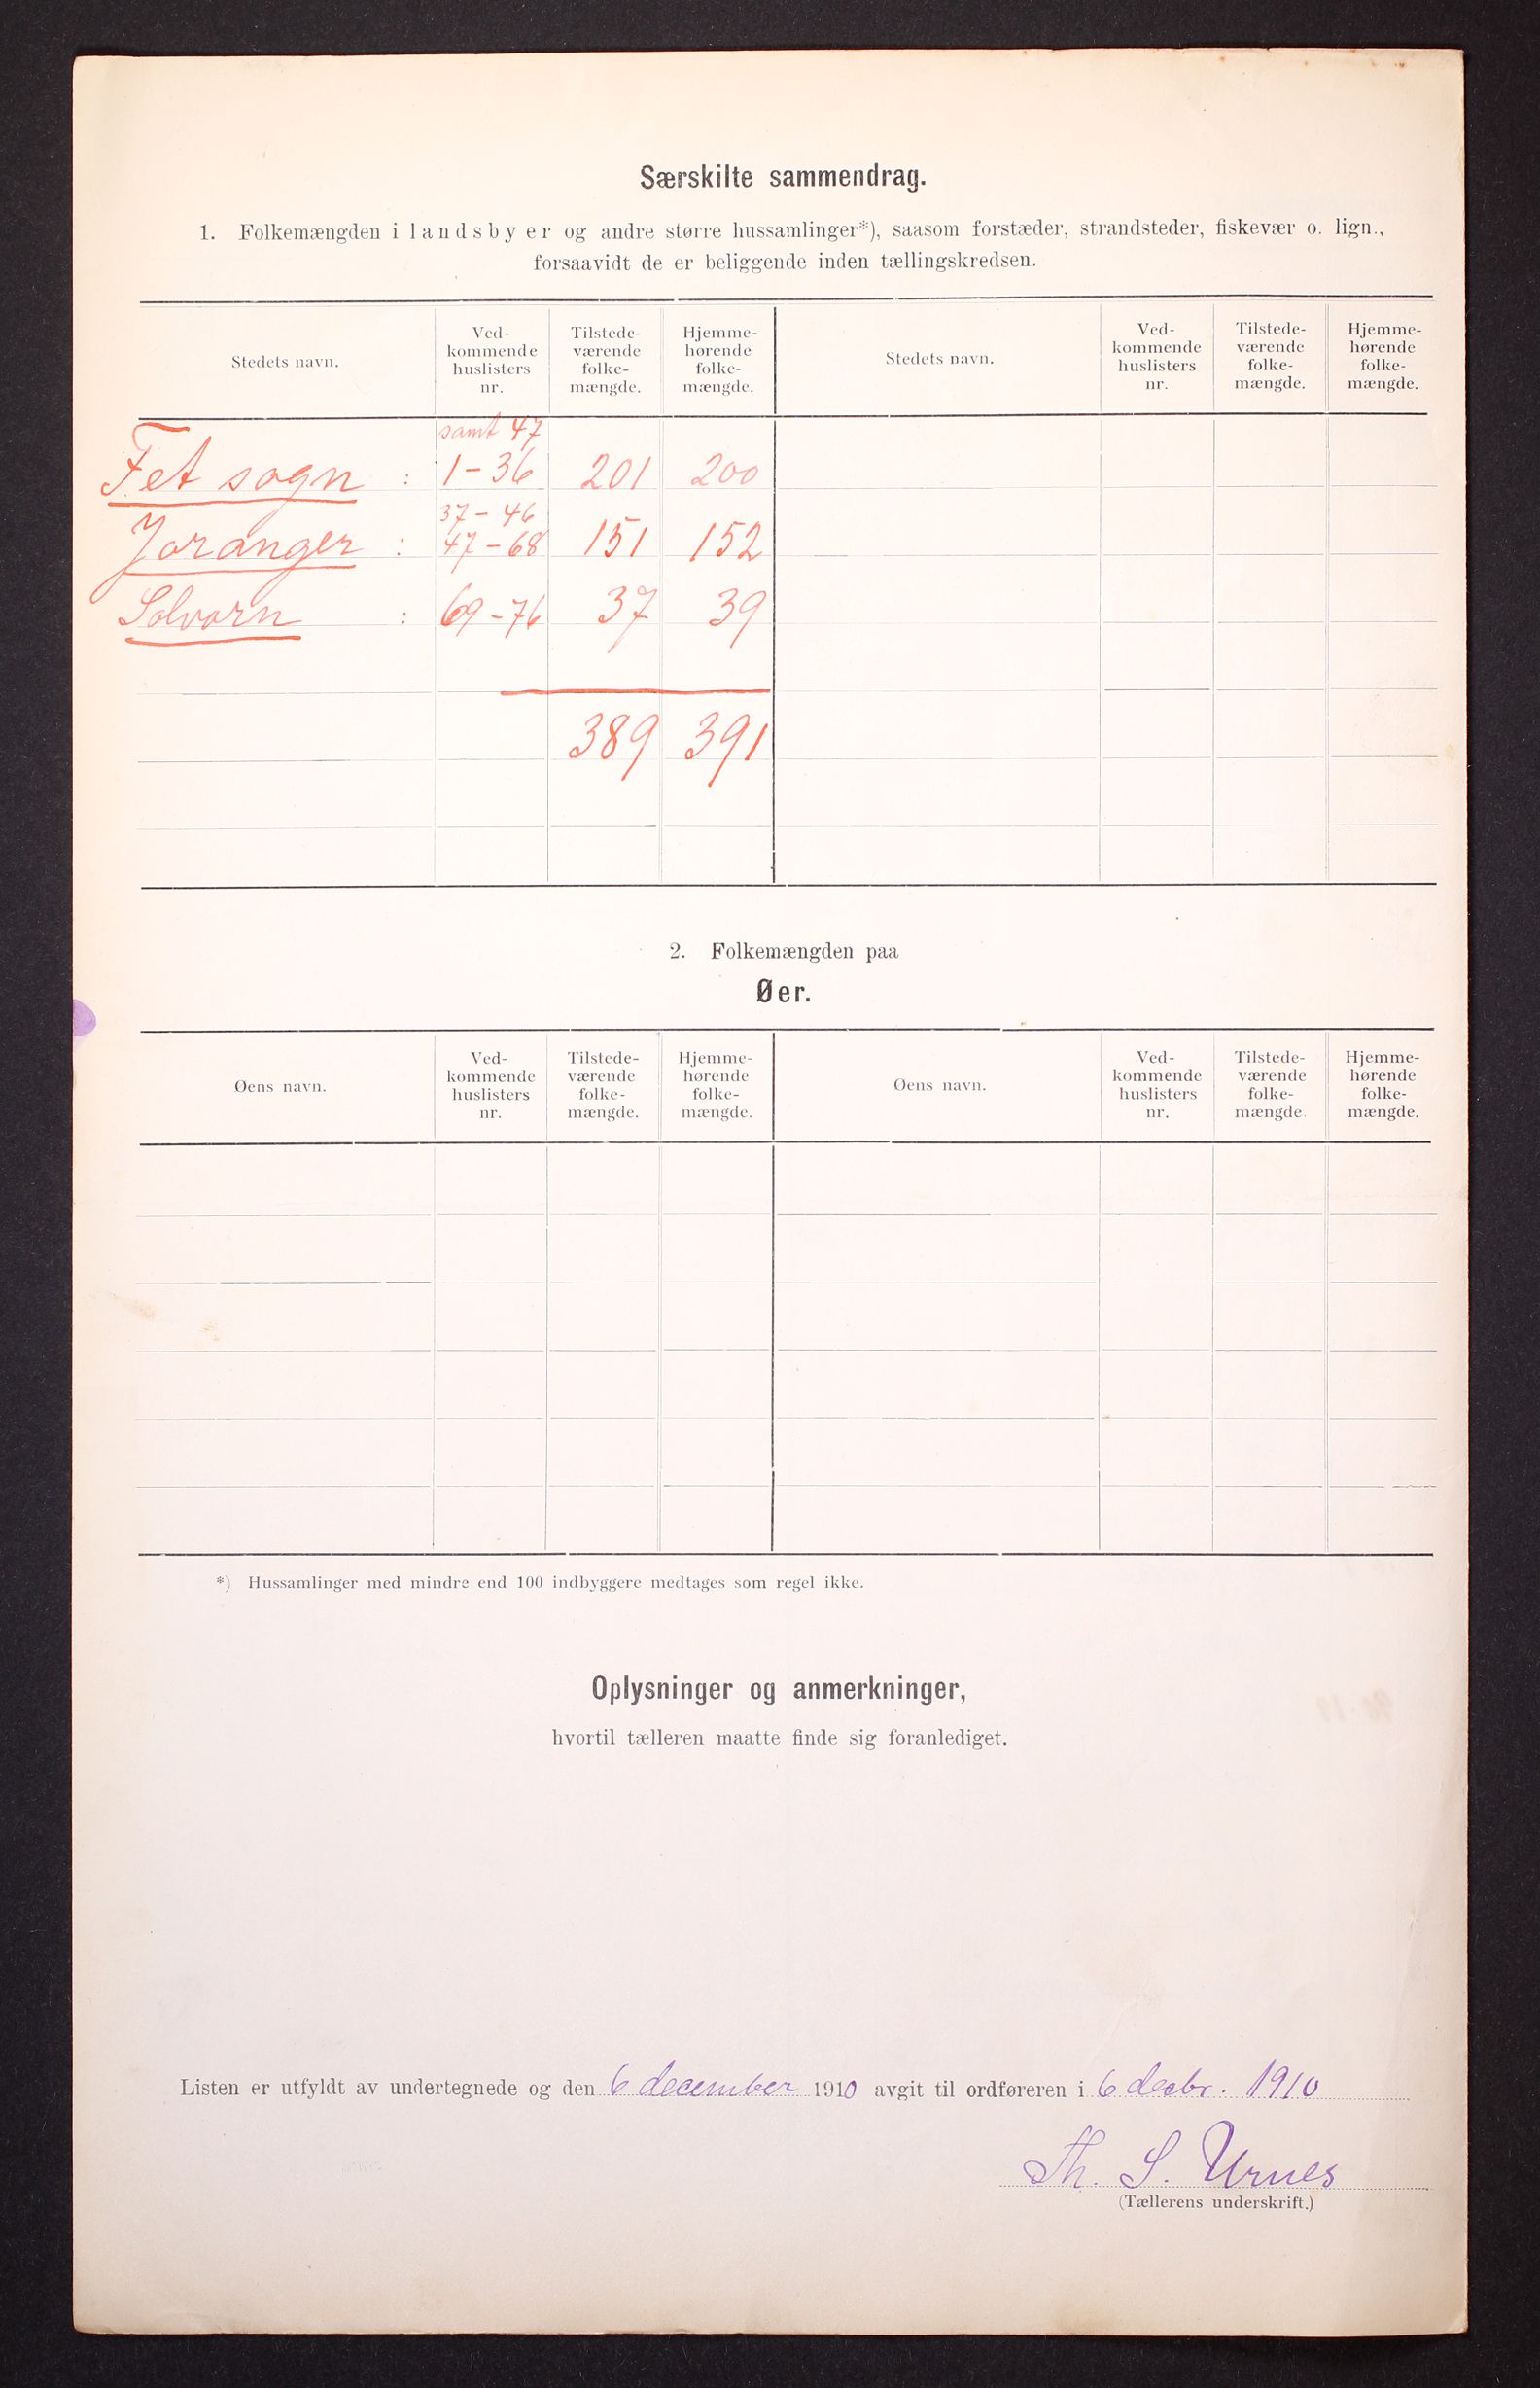 Særskilte sammendrag.
1. Folkemængden i landsbyer og andre større hussamlinger*), saasom forstæder, strandsteder, fiskevær o. lign.,
forsaavidt de er beliggende inden tællingskredsen.
Stedets navn. Ved-kommende huslisters nr. Tilstede-værende folke-mængde. Hjemme-hørende folke-mængde. Stedets navn. Ved-kommende huslisters nr. Tilstede-værende folke-mængde. Hjemme-hørende folke-mængde.
samt 47
Fet sogn : 1-36 201 200
37-46
Joranger : 47-68 151 152
Solvorn : 69-76 37 39
389 391
2. Folkemængden paa
Øer.
Øens navn. Ved-kommende huslisters nr. Tilstede-værende folke-mængde. Hjemme-hørende folke-mængde. Øens navn. Ved-kommende huslisters nr. Tilstede-værende folke-mængde. Hjemme-hørende folke-mængde.
*) Hussamlinger med mindre end 100 indbyggere medtages som regel ikke.
Oplysninger og anmerkninger,
hvortil tælleren maatte finde sig foranlediget.
Listen er utfyldt av undertegnede og den 6 december 1910 avgit til ordføreren i 6 decbr. 1910
Th. S. Urnes
(Tællerens underskrift.)